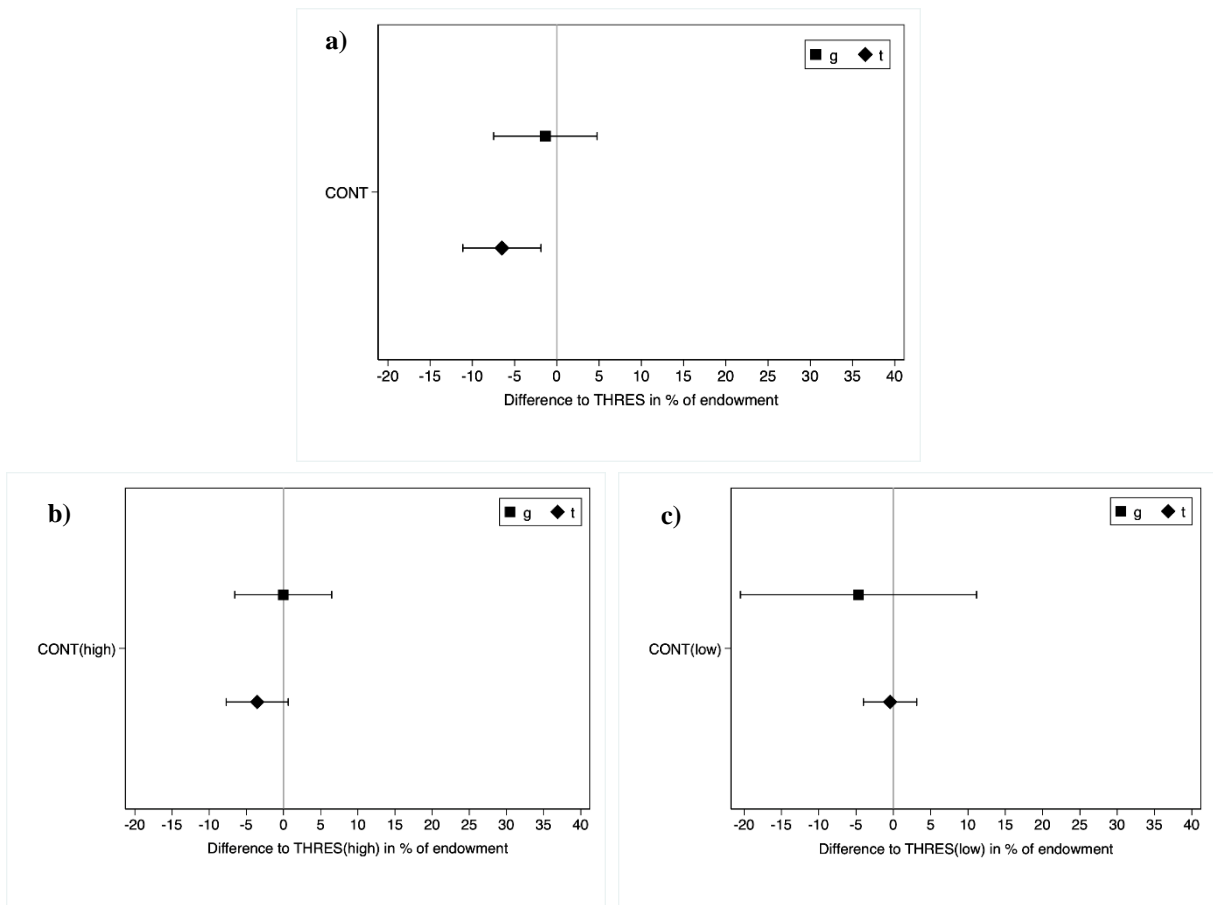 a)
g t
CONT
-20 -15 -10 -5 0 5 10 15 20 25 30 35 40
Difference to THRES in % of endowment
b)
g t
CONT(high)
-20 -15 -10 -5 0 5 10 15 20 25 30 35 40
Difference to THRES(high) in % of endowment
c)
g t
CONT(low)
-20 -15 -10 -5 0 5 10 15 20 25 30 35 40
Difference to THRES(low) in % of endowment